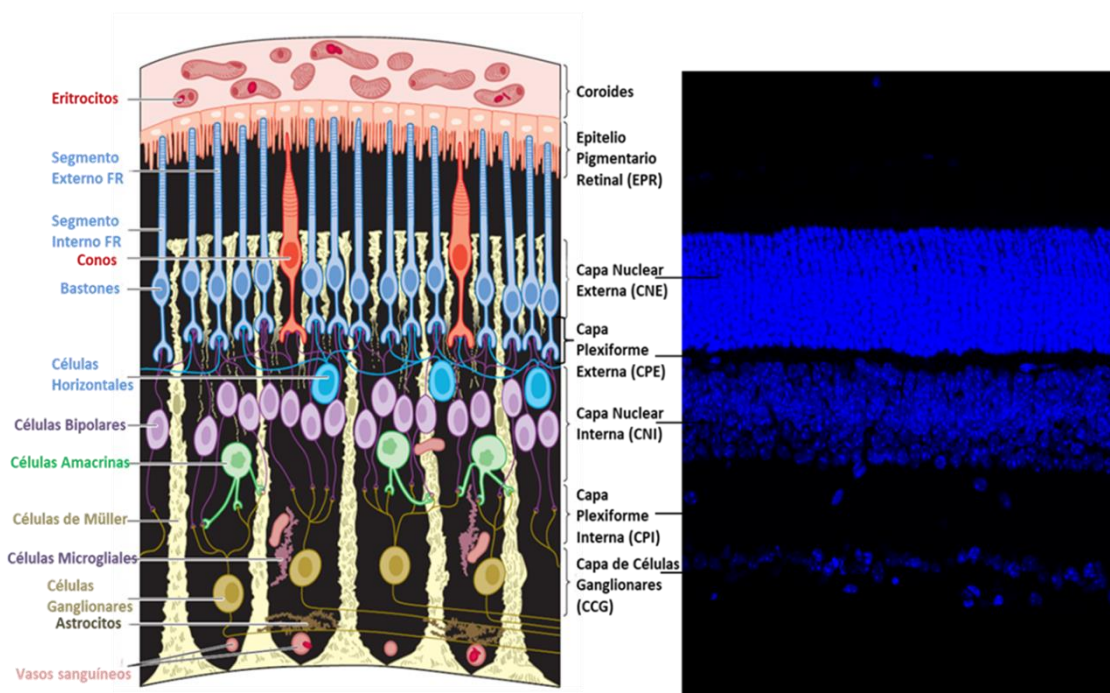 Eritrocitos
Segmento
Externo FR
Segmento
Interno FR
Conos
Bastones
Células
Horizontales
Células Bipolares
Células Amacrinas
Células de Müller
Células Microgliales
Células
Ganglionares
Astrocitos
Vasos sanguíneos
Coroides
Epitelio
Pigmentario
Retinal (EPR)
Capa Nuclear
Externa (CNE)
Capa
Plexiforme
Externa (CPE)
Capa Nuclear
Interna (CNI)
Capa
Plexiforme
Interna (CPI)
Capa de Células
Ganglionares
(CCG)